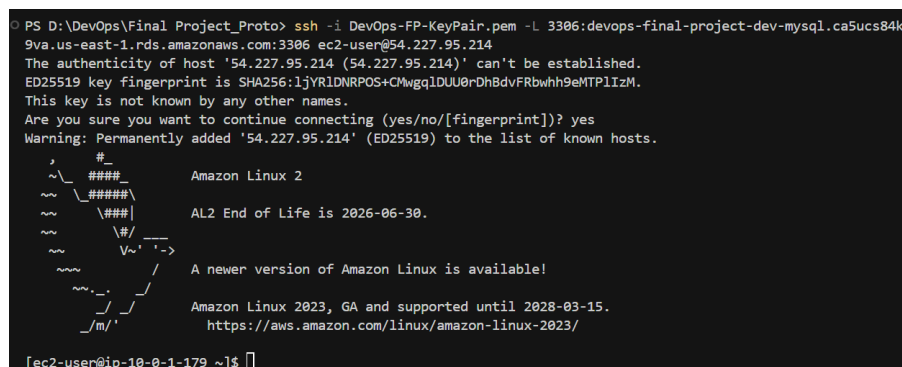 PS D:\DevOps\Final Project_Proto> ssh -i DevOps-FP-KeyPair.pem -L 3306:devops-final-project-dev-mysql.ca5ucs84k
9va.us-east-1.rds.amazonaws.com:3306 ec2-user@54.227.95.214
The authenticity of host '54.227.95.214 (54.227.95.214)' can't be established.
ED25519 key fingerprint is SHA256:ljYRlDNRPOS+CMwgqlDUU0rDhBdvFRbwhh9eMTPlIzM.
This key is not known by any other names.
Are you sure you want to continue connecting (yes/no/[fingerprint])? yes
Warning: Permanently added '54.227.95.214' (ED25519) to the list of known hosts.
   ,     #_
   ~\_  ####_        Amazon Linux 2
  ~~  \_#####\
  ~~     \###|       AL2 End of Life is 2026-06-30.
  ~~       \#/ ___
   ~~       V~' '->
    ~~~         /    A newer version of Amazon Linux is available!
      ~~._.   _/
         _/ _/       Amazon Linux 2023, GA and supported until 2028-03-15.
       _/m/'           https://aws.amazon.com/linux/amazon-linux-2023/
[ec2-user@ip-10-0-1-179 ~]$